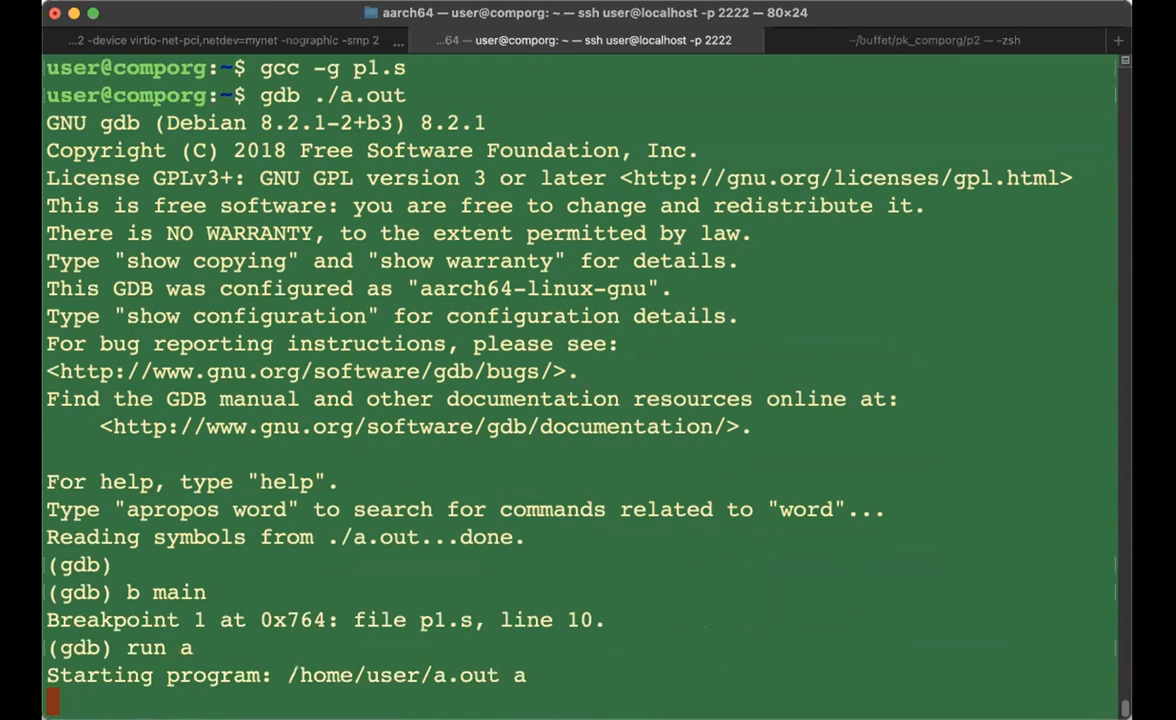 aarch64 — user@comporg: ~ — ssh user@localhost -p 2222 — 80×24
...2 -device virtio-net-pci,netdev=mynet -nographic -smp 2 ...
...64 — user@comporg: ~ — ssh user@localhost -p 2222
~/buffet/pk_comporg/p2 — -zsh
+
user@comporg:~$ gcc -g p1.s
user@comporg:~$ gdb ./a.out
GNU gdb (Debian 8.2.1-2+b3) 8.2.1
Copyright (C) 2018 Free Software Foundation, Inc.
License GPLv3+: GNU GPL version 3 or later <http://gnu.org/licenses/gpl.html>
This is free software: you are free to change and redistribute it.
There is NO WARRANTY, to the extent permitted by law.
Type "show copying" and "show warranty" for details.
This GDB was configured as "aarch64-linux-gnu".
Type "show configuration" for configuration details.
For bug reporting instructions, please see:
<http://www.gnu.org/software/gdb/bugs/>.
Find the GDB manual and other documentation resources online at:
<http://www.gnu.org/software/gdb/documentation/>.
For help, type "help".
Type "apropos word" to search for commands related to "word"...
Reading symbols from ./a.out...done.
(gdb)
(gdb) b main
Breakpoint 1 at 0x764: file p1.s, line 10.
(gdb) run a
Starting program: /home/user/a.out a